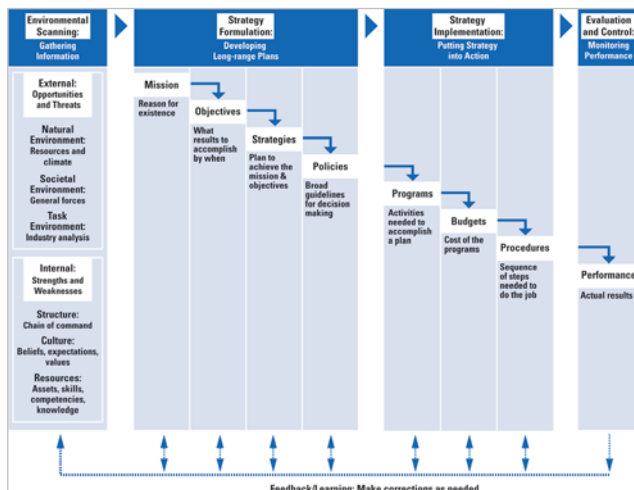 Environmental
Scanning:
Gathering
Information
External:
Opportunities
and Threats
Natural
Environment:
Resources and
climate
Societal
Environment:
General forces
Task
Environment:
Industry analysis
Internal:
Strengths and
Weaknesses
Structure:
Chain of command
Culture:
Beliefs, expectations,
values
Resources:
Assets, skills,
competencies,
knowledge
Strategy
Formulation:
Developing
Long-range Plans
Mission
Reason for
existence
Objectives
What
results to
accomplish
by when
Strategies
Plan to
achieve the
mission &
objectives
Policies
Broad
guidelines
for decision
making
Strategy
Implementation:
Putting Strategy
into Action
Programs
Activities
needed to
accomplish
a plan
Budgets
Cost of the
programs
Procedures
Sequence
of steps
needed to
do the job
Evaluation
and Control:
Monitoring
Performance
Performance
Actual results
Feedback/Learning: Make corrections as needed